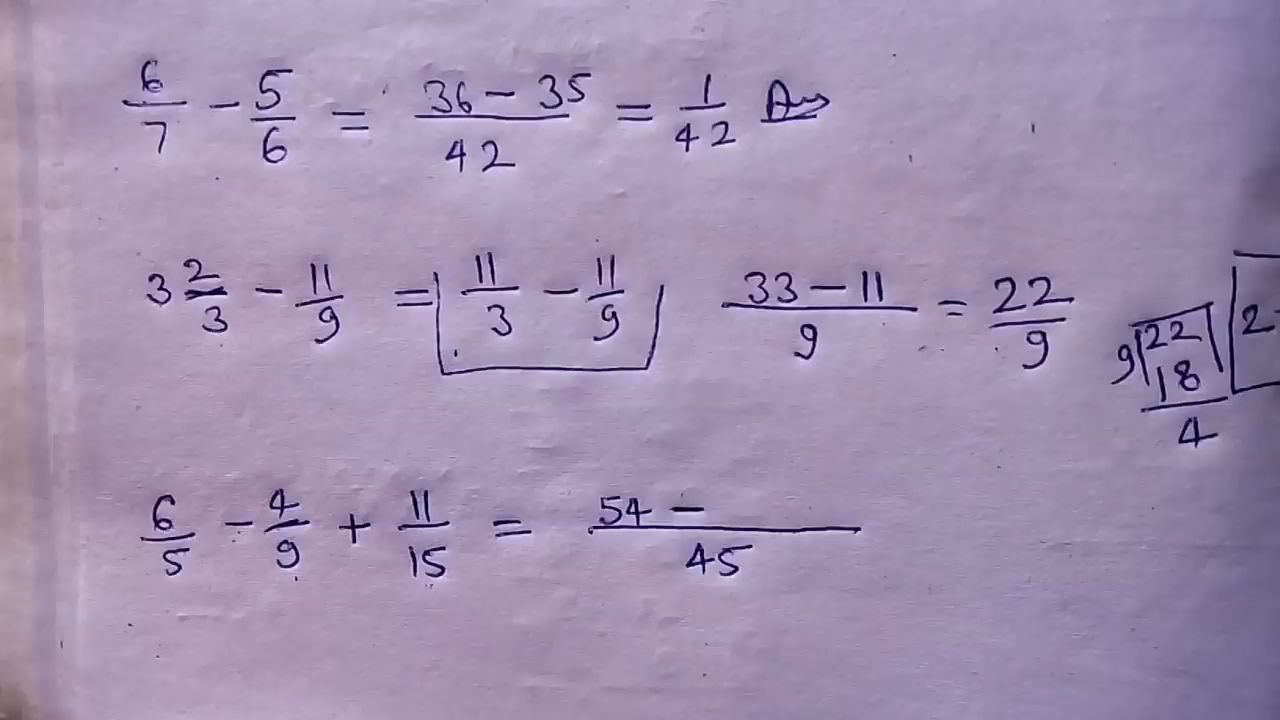 6/7 - 5/6 = 36 - 35/42 = 1/42 Ans
3 2/3 - 11/9 = 11/3 - 11/9 33 - 11/9 = 22/9 9 22 18 4 2
6/5 - 4/9 + 11/15 = 54 - /45